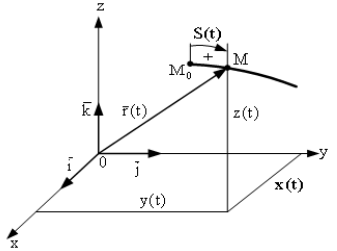 z
S(t)
+
M₀
M
k̄
r̄(t)
z(t)
0
y
ī
j̄
x(t)
y(t)
x